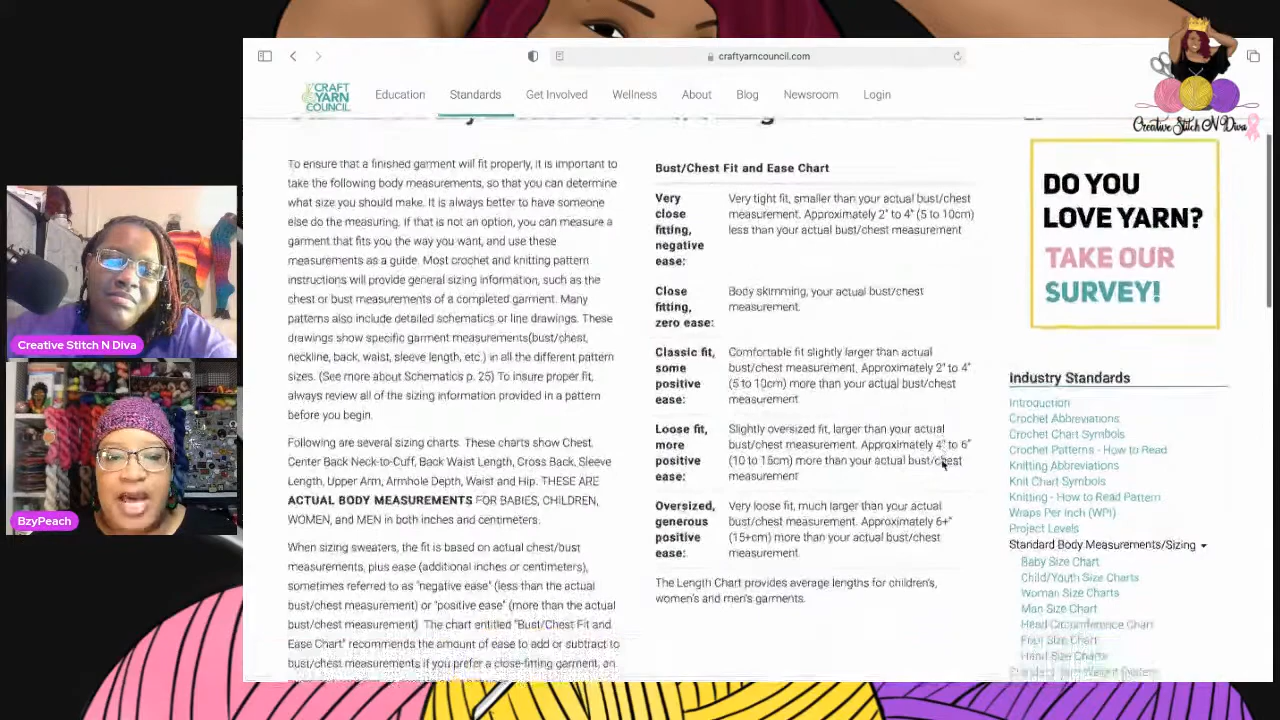 craftyarncouncil.com
CRAFT
YARN
COUNCIL
Education
Standards
Get Involved
Wellness
About
Blog
Newsroom
Login
Creative Stitch N Diva
To ensure that a finished garment will fit properly, it is important to
take the following body measurements, so that you can determine
what size you should make. It is always better to have someone
else do the measuring. If that is not an option, you can measure a
garment that fits you the way you want, and use these
measurements as a guide. Most crochet and knitting pattern
instructions will provide general sizing information, such as the
chest or bust measurements of a completed garment. Many
patterns also include detailed schematics or line drawings. These
drawings show specific garment measurements(bust/chest,
neckline, back, waist, sleeve length, etc.) in all the different pattern
sizes. (See more about Schematics p. 25) To insure proper fit,
always review all of the sizing information provided in a pattern
before you begin.
Following are several sizing charts. These charts show Chest,
Center Back Neck-to-Cuff, Back Waist Length, Cross Back, Sleeve
Length, Upper Arm, Armhole Depth, Waist and Hip. THESE ARE
ACTUAL BODY MEASUREMENTS FOR BABIES, CHILDREN,
WOMEN, and MEN in both inches and centimeters.
When sizing sweaters, the fit is based on actual chest/bust
measurements, plus ease (additional inches or centimeters),
sometimes referred to as "negative ease" (less than the actual
bust/chest measurement) or "positive ease" (more than the actual
bust/chest measurement) The chart entitled "Bust/Chest Fit and
Ease Chart" recommends the amount of ease to add or subtract to
bust/chest measurements if you prefer a close-fitting garment, an
Bust/Chest Fit and Ease Chart
Very close fitting, negative ease:
Very tight fit, smaller than your actual bust/chest
measurement. Approximately 2" to 4" (5 to 10cm)
less than your actual bust/chest measurement
Close fitting, zero ease:
Body skimming, your actual bust/chest
measurement.
Classic fit, some positive ease:
Comfortable fit slightly larger than actual
bust/chest measurement. Approximately 2" to 4"
(5 to 10cm) more than your actual bust/chest
measurement
Loose fit, more positive ease:
Slightly oversized fit, larger than your actual
bust/chest measurement. Approximately 4" to 6"
(10 to 15cm) more than your actual bust/chest
measurement
Oversized, generous positive ease:
Very loose fit, much larger than your actual
bust/chest measurement. Approximately 6+"
(15+cm) more than your actual bust/chest
measurement.
The Length Chart provides average lengths for children's,
women's and men's garments.
DO YOU
LOVE YARN?
TAKE OUR
SURVEY!
Industry Standards
Introduction
Crochet Abbreviations
Crochet Chart Symbols
Crochet Patterns - How to Read
Knitting Abbreviations
Knit Chart Symbols
Knitting - How to Read Pattern
Wraps Per Inch (WPI)
Project Levels
Standard Body Measurements/Sizing
Baby Size Chart
Child/Youth Size Charts
Woman Size Charts
Man Size Chart
Head Circumference Chart
Foot Size Chart
Hand Size Charts
Creative Stitch N Diva
BzyPeach